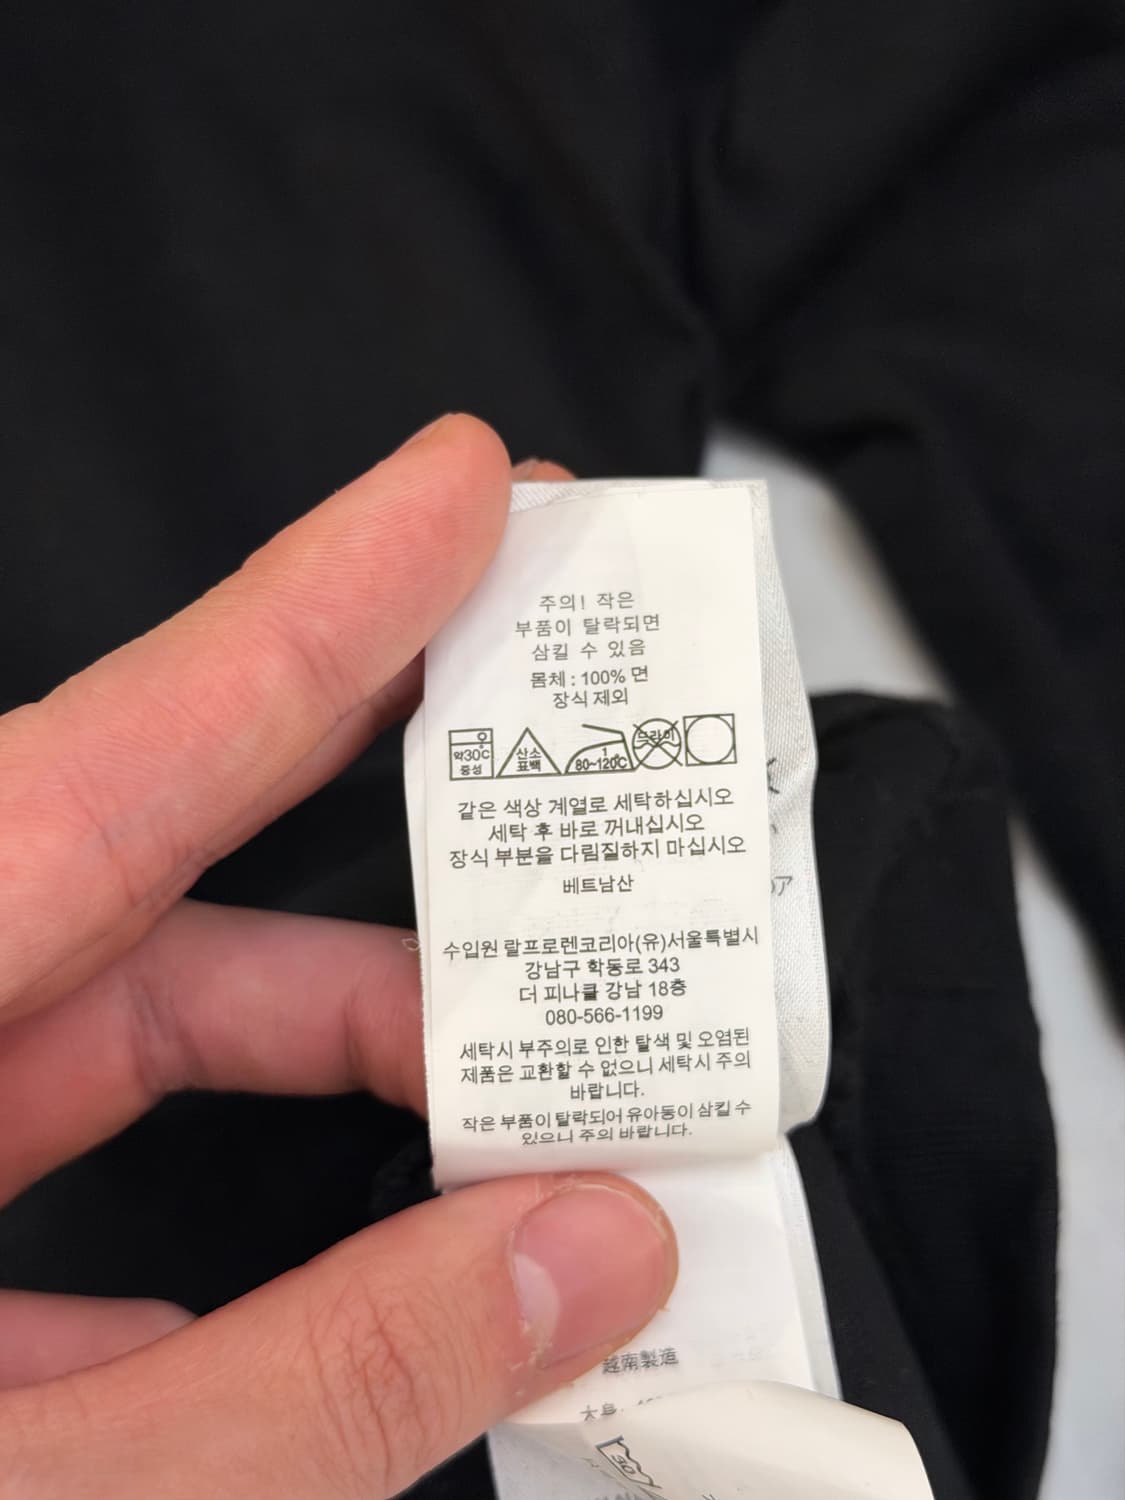 주의! 작은
부품이 탈락되면
삼킬 수 있음
몸체 : 100% 면
장식 제외
약30℃
중성
산소
표백
1
80~120℃
드라이
같은 색상 계열로 세탁하십시오
세탁 후 바로 꺼내십시오
장식 부분을 다림질하지 마십시오
베트남산
수입원 랄프로렌코리아(유)서울특별시
강남구 학동로 343
더 피나클 강남 18층
080-566-1199
세탁시 부주의로 인한 탈색 및 오염된
제품은 교환할 수 없으니 세탁시 주의
바랍니다.
작은 부품이 탈락되어 유아동이 삼킬 수
있으니 주의 바랍니다.
ア
越南製造
大身:
30